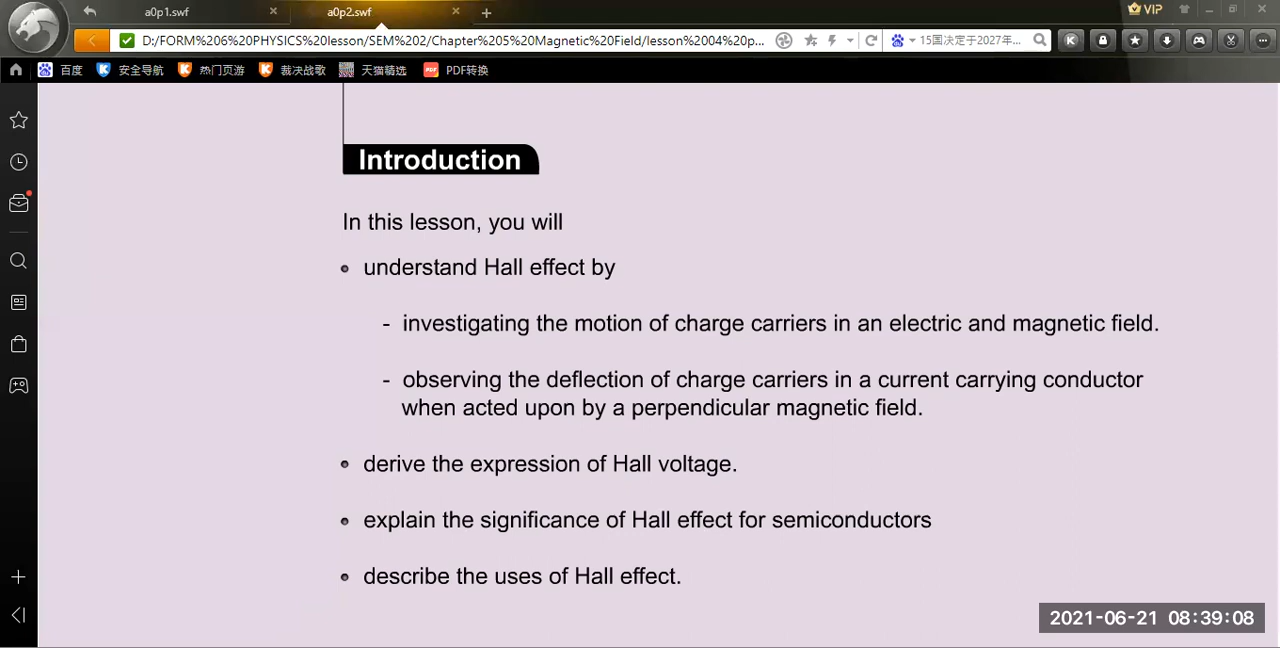 a0p1.swf
a0p2.swf
VIP
D:/FORM%206%20PHYSICS%20lesson/SEM%202/Chapter%205%20Magnetic%20Field/lesson%2004%20p...
15国决定于2027年...
百度
安全导航
热门页游
裁决战歌
天猫精选
PDF转换
Introduction
In this lesson, you will
understand Hall effect by
- investigating the motion of charge carriers in an electric and magnetic field.
- observing the deflection of charge carriers in a current carrying conductor
when acted upon by a perpendicular magnetic field.
derive the expression of Hall voltage.
explain the significance of Hall effect for semiconductors
describe the uses of Hall effect.
2021-06-21 08:39:08